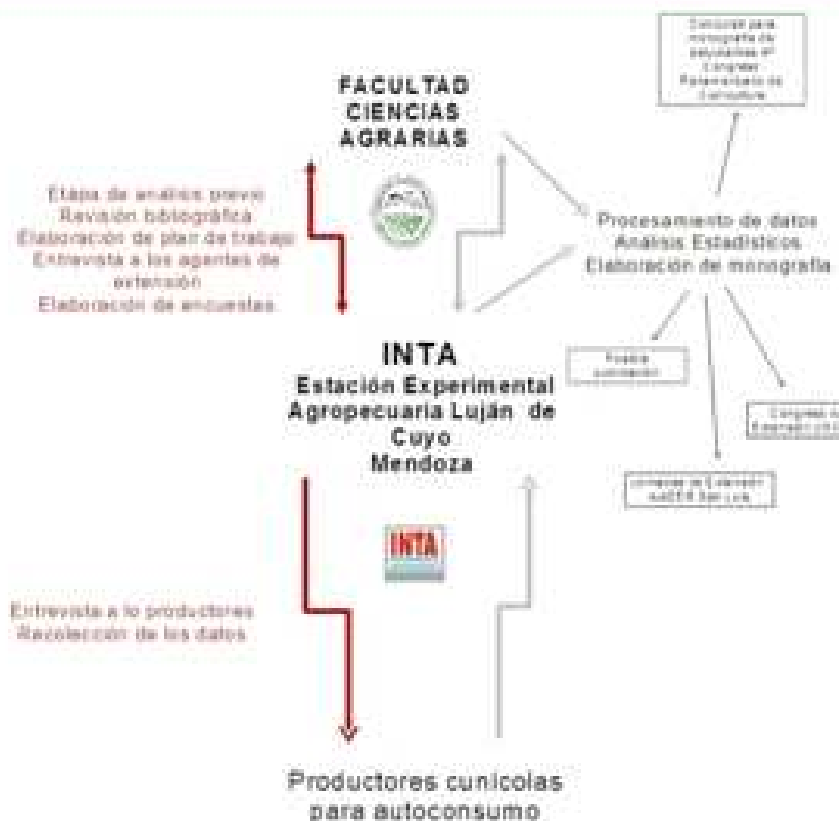 FACULTAD
CIENCIAS
AGRARIAS
Etapa de análisis previo
Revisión bibliográfica
Elaboración de plan de trabajo
Entrevista a los agentes de
extensión
Elaboración de encuestas
Procesamiento de datos
Análisis Estadísticos
Elaboración de monografía
INTA
Estación Experimental
Agropecuaria Luján de
Cuyo
Mendoza
INTA
Entrevista a lo productores
Recolección de los datos
Productores cunícolas
para autoconsumo